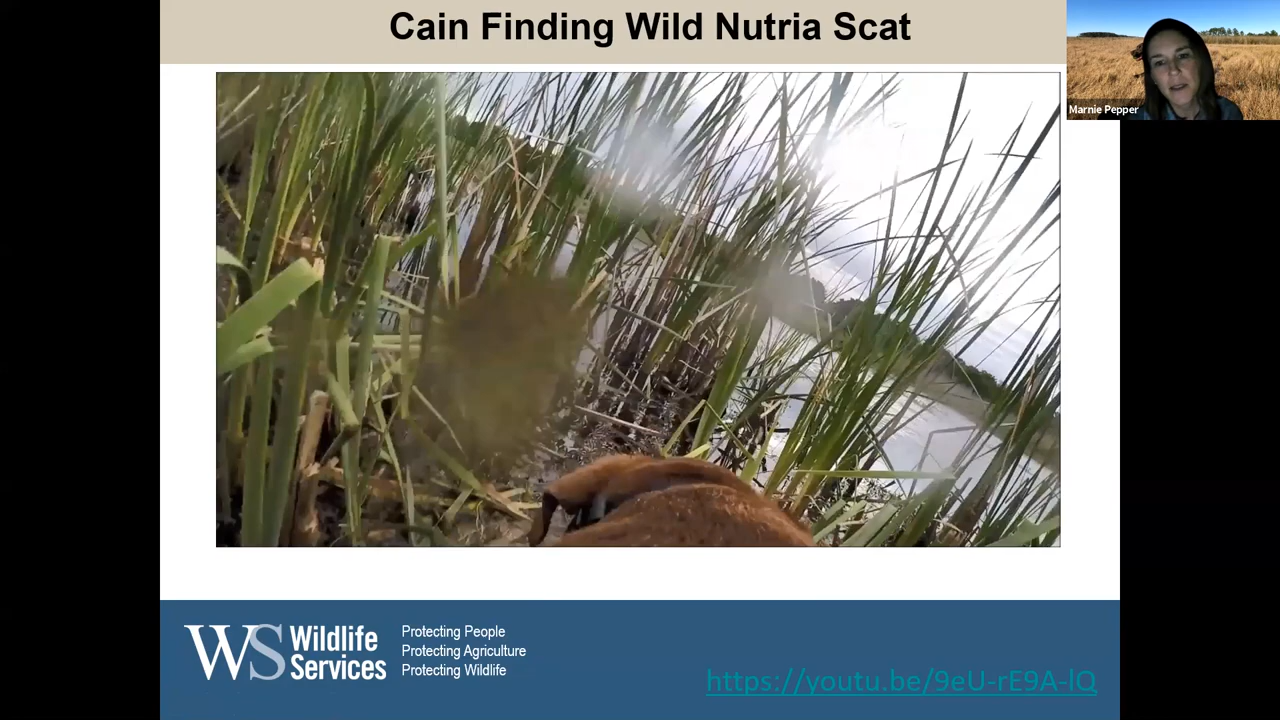 Cain Finding Wild Nutria Scat
Marnie Pepper
WS Wildlife Services
Protecting People
Protecting Agriculture
Protecting Wildlife
https://youtu.be/9eU-rE9A-lQ